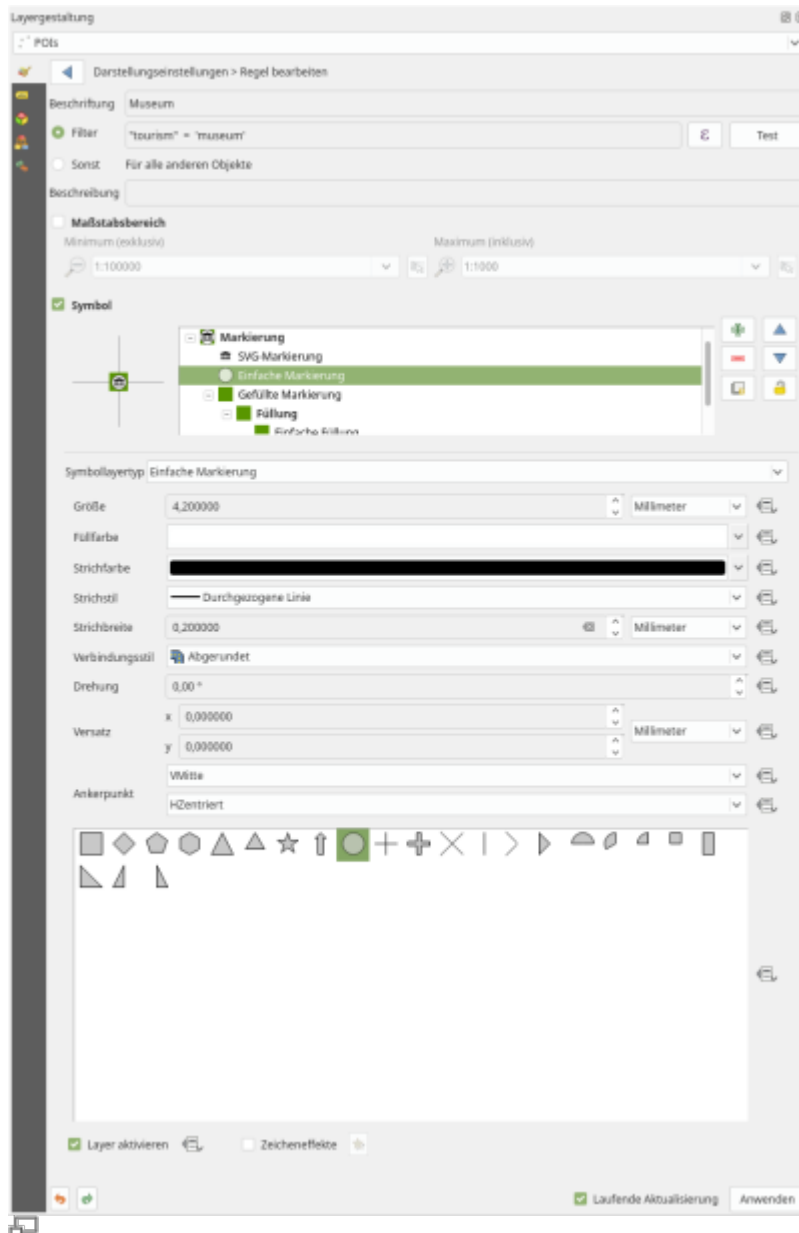 Layergestaltung
POIs
Darstellungseinstellungen > Regel bearbeiten
Beschriftung Museum
Filter "tourism" = 'museum' ε Test
Sonst Für alle anderen Objekte
Beschreibung
Maßstabsbereich
Minimum (exklusiv) Maximum (inklusiv)
1:100000 1:1000
Symbol
Markierung
SVG-Markierung
Einfache Markierung
Gefüllte Markierung
Füllung
Einfache Füllung
Symbollayertyp Einfache Markierung
Größe 4,200000 Millimeter
Füllfarbe
Strichfarbe
Strichstil Durchgezogene Linie
Strichbreite 0,200000 Millimeter
Verbindungsstil Abgerundet
Drehung 0,00 °
x 0,000000
Versatz Millimeter
y 0,000000
VMitte
Ankerpunkt
HZentriert
Layer aktivieren Zeicheneffekte
Laufende Aktualisierung Anwenden